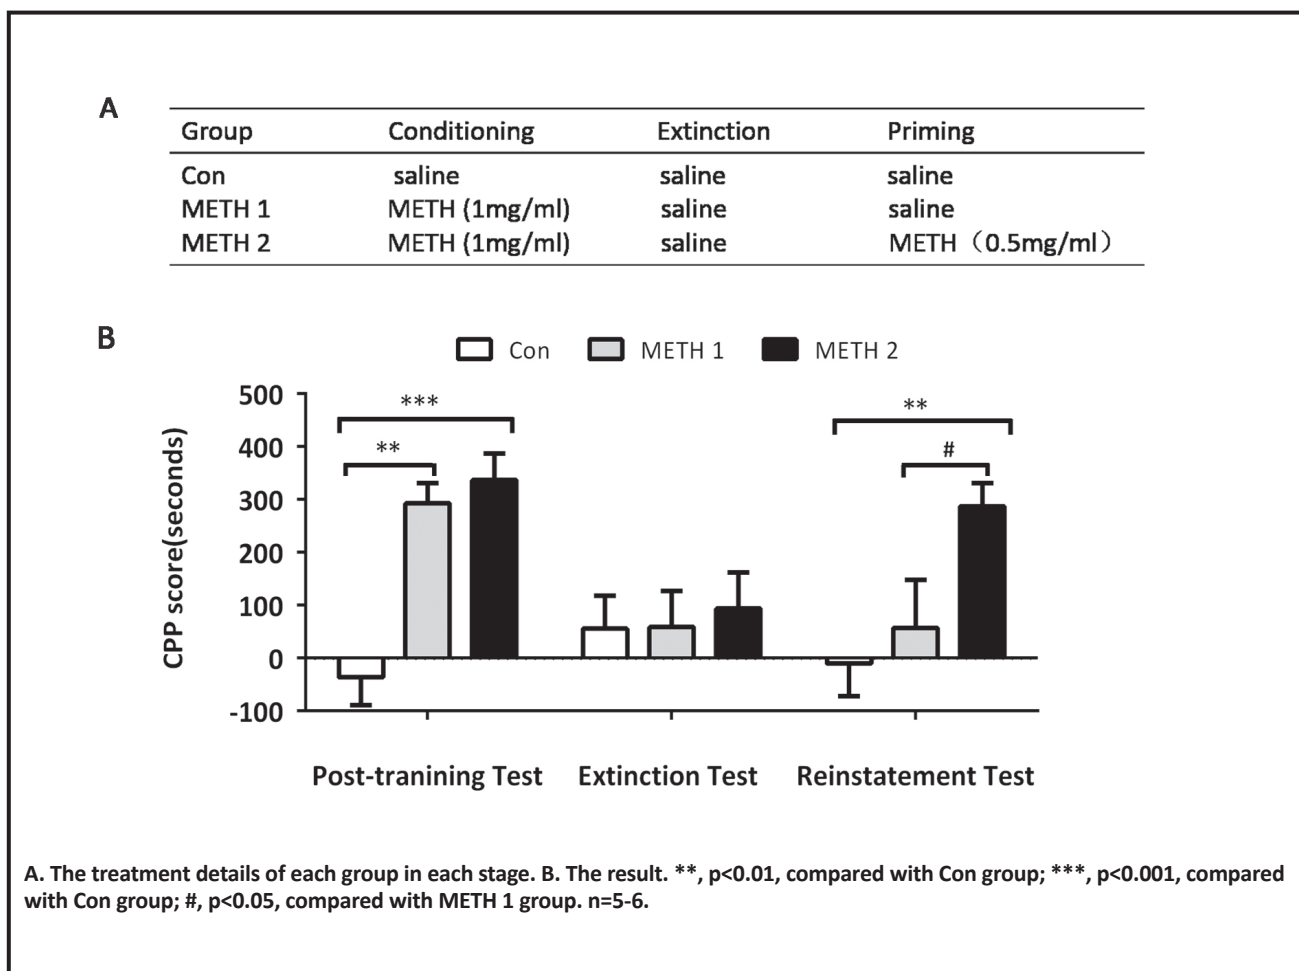 A
Group Conditioning Extinction Priming
Con saline saline saline
METH 1 METH (1mg/ml) saline saline
METH 2 METH (1mg/ml) saline METH（0.5mg/ml）
B
Con METH 1 METH 2
500
400
300
200
100
0
-100
CPP score(seconds)
***
**
**
#
Post-tranining Test Extinction Test Reinstatement Test
A. The treatment details of each group in each stage. B. The result. **, p<0.01, compared with Con group; ***, p<0.001, compared
with Con group; #, p<0.05, compared with METH 1 group. n=5-6.